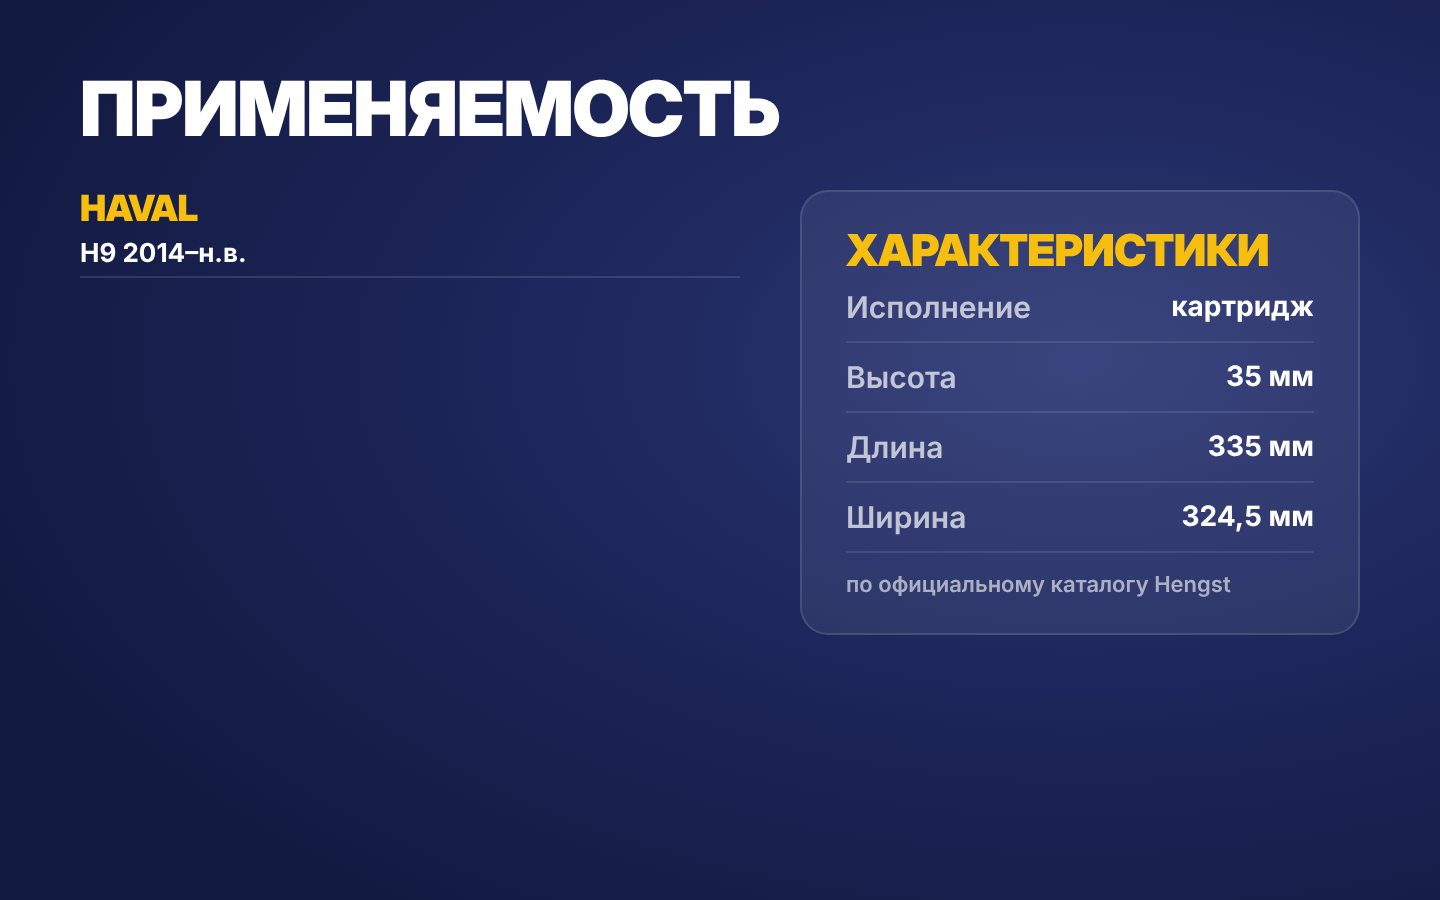 ПРИМЕНЯЕМОСТЬ
HAVAL
H9 2014–н.в.
ХАРАКТЕРИСТИКИ
Исполнение картридж
Высота 35 мм
Длина 335 мм
Ширина 324,5 мм
по официальному каталогу Hengst